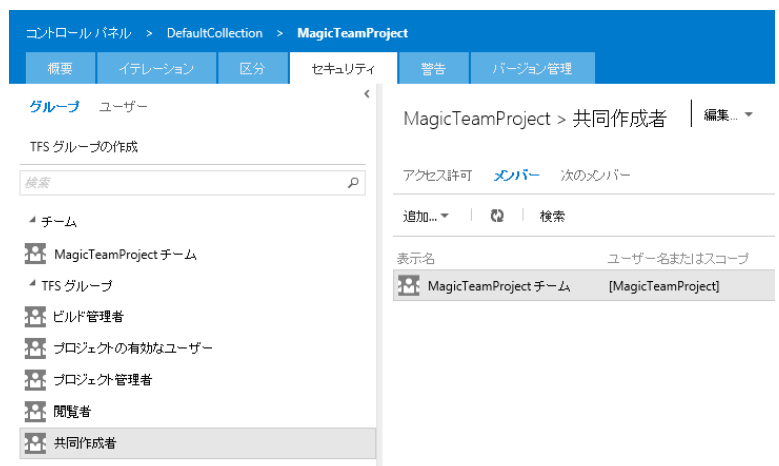 コントロール パネル > DefaultCollection > MagicTeamProject
概要 イテレーション 区分 セキュリティ 警告 バージョン管理
グループ ユーザー
TFS グループの作成
検索
チーム
MagicTeamProject チーム
TFS グループ
ビルド管理者
プロジェクトの有効なユーザー
プロジェクト管理者
閲覧者
共同作成者
MagicTeamProject > 共同作成者 編集...
アクセス許可 メンバー 次のメンバー
追加... 検索
表示名 ユーザー名またはスコープ
MagicTeamProject チーム [MagicTeamProject]